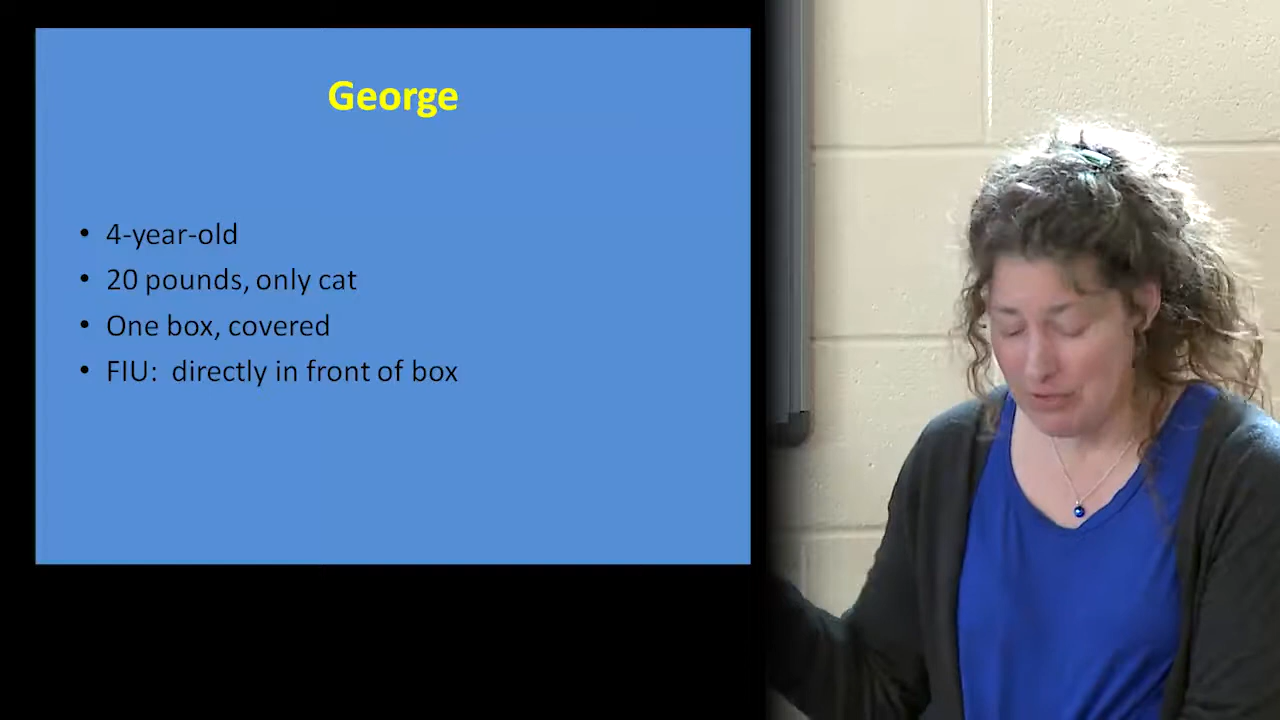 George
• 4-year-old
• 20 pounds, only cat
• One box, covered
• FIU:  directly in front of box